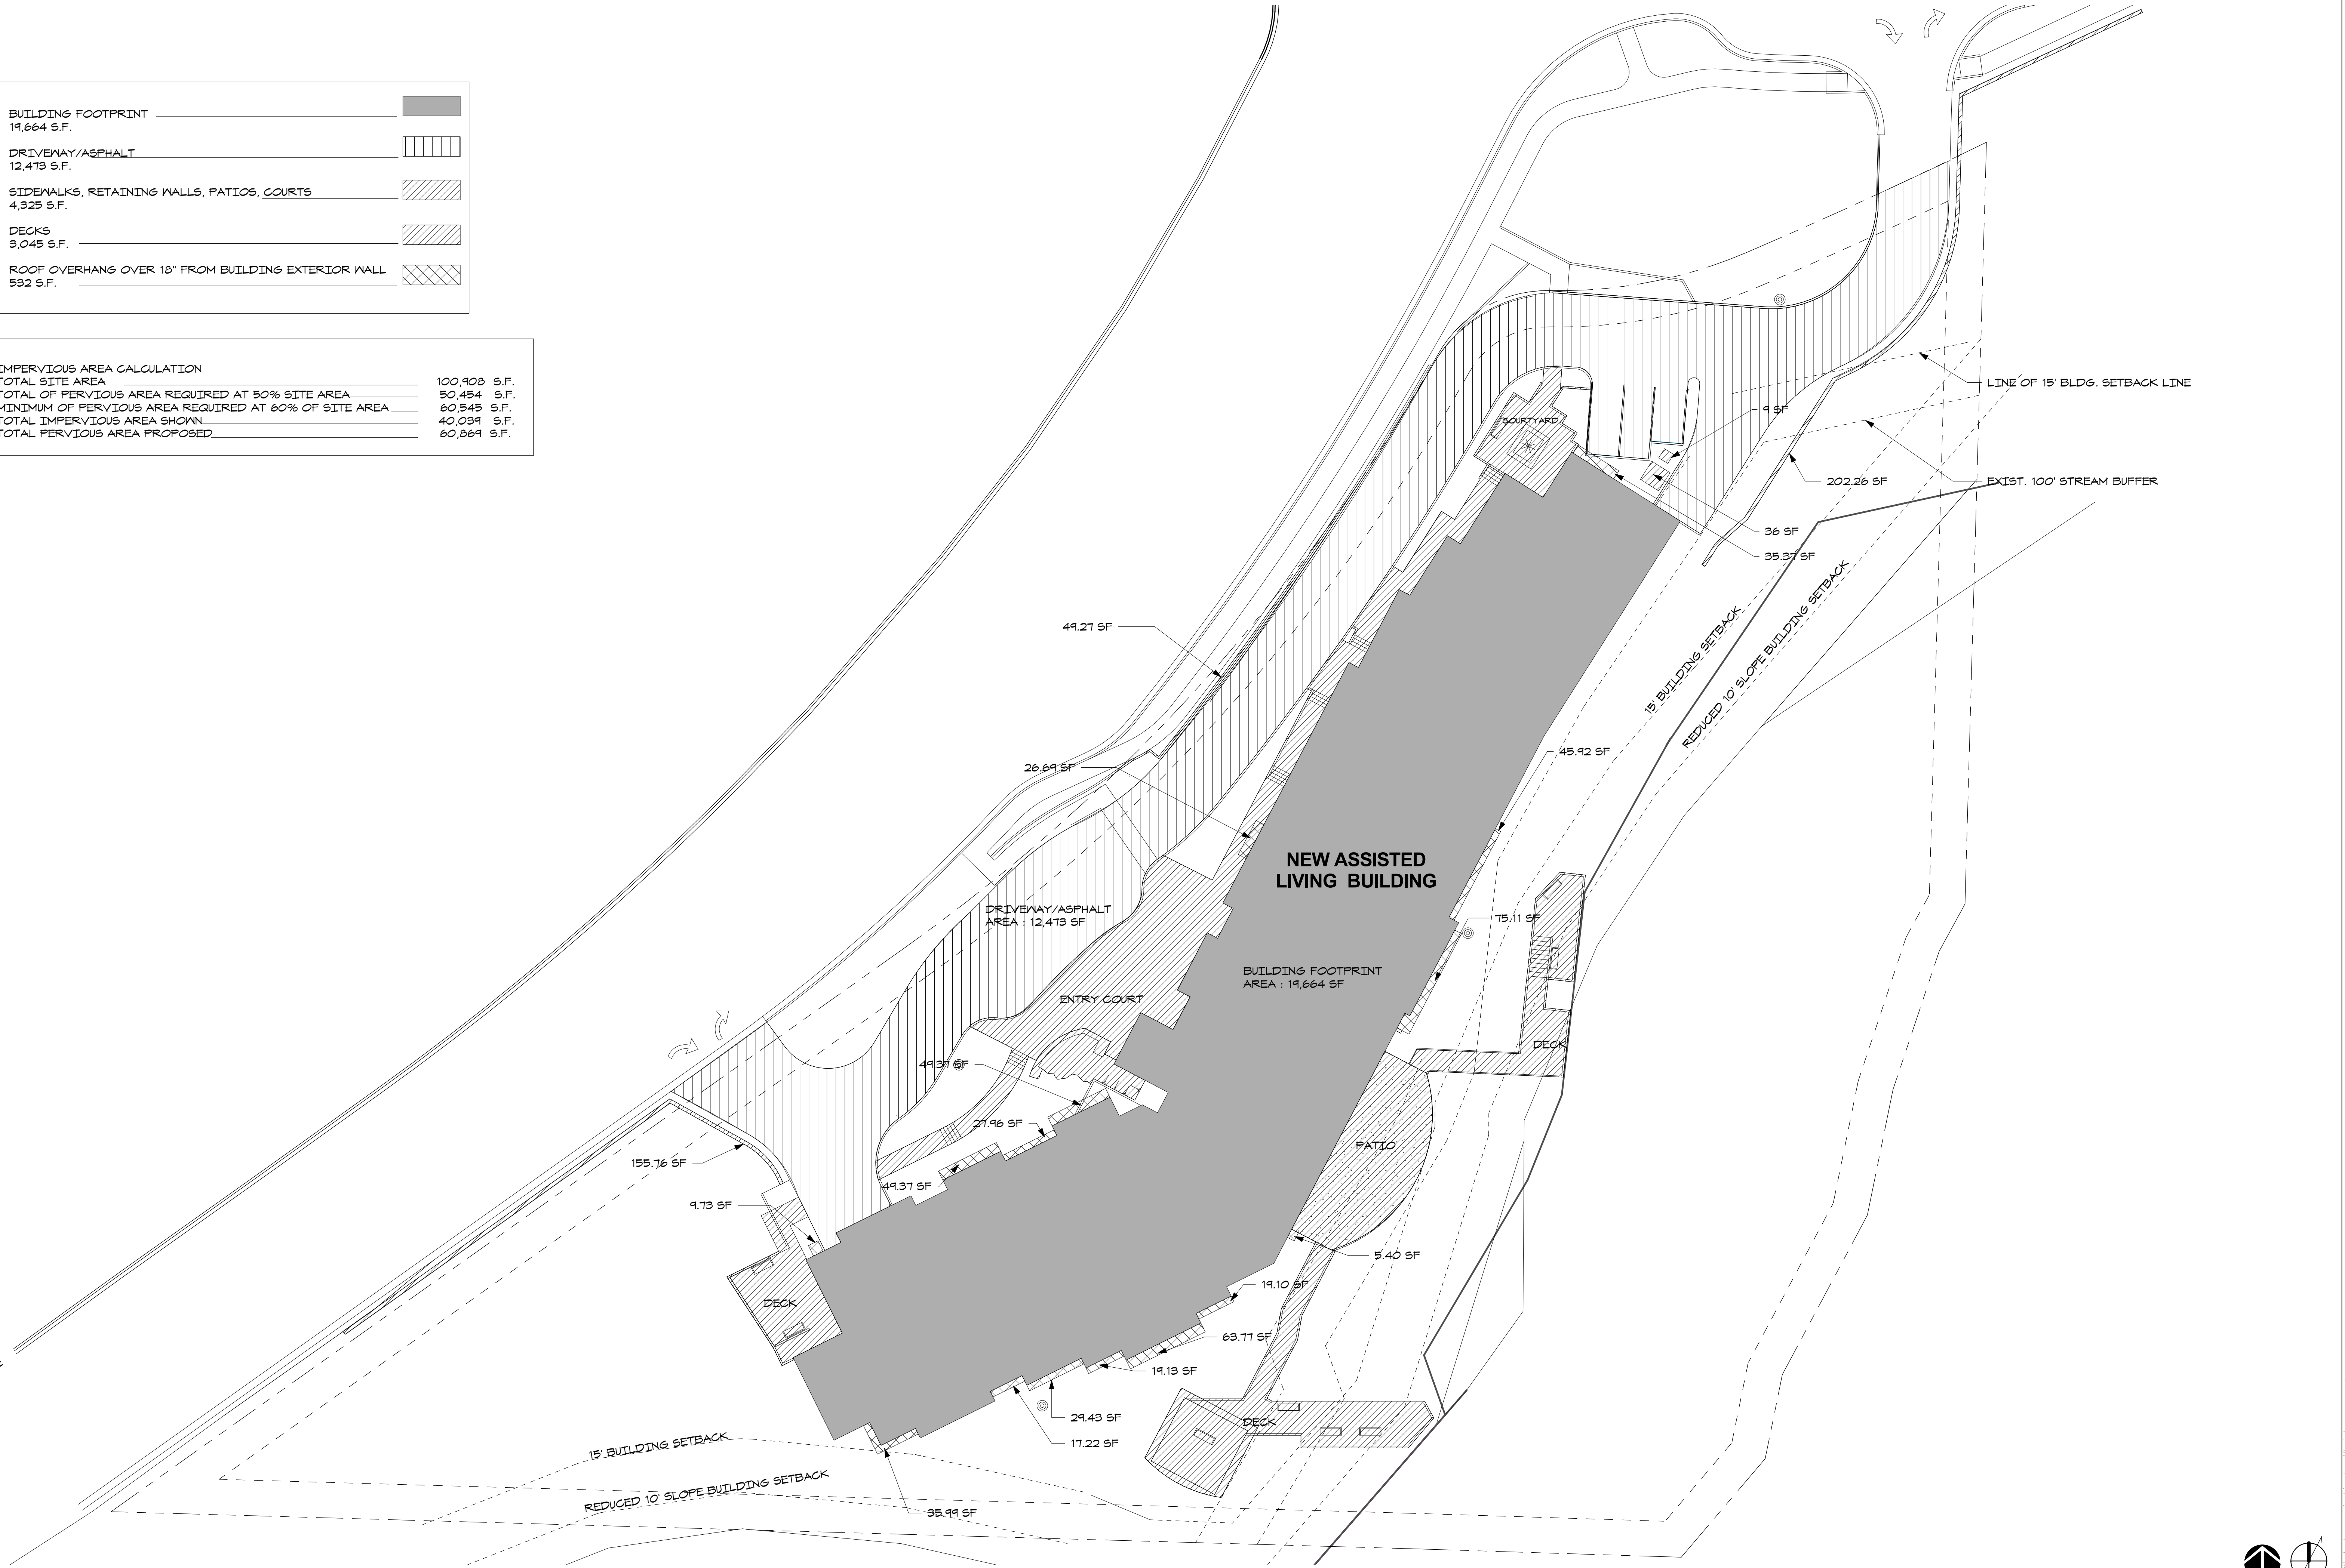 BUILDING FOOTPRINT
19,664 S.F.
DRIVEWAY/ASPHALT
12,473 S.F.
SIDEWALKS, RETAINING WALLS, PATIOS, COURTS
4,325 S.F.
DECKS
3,045 S.F.
ROOF OVERHANG OVER 18" FROM BUILDING EXTERIOR WALL
532 S.F.
IMPERVIOUS AREA CALCULATION
TOTAL SITE AREA 100,908 S.F.
TOTAL OF PERVIOUS AREA REQUIRED AT 50% SITE AREA 50,454 S.F.
MINIMUM OF PERVIOUS AREA REQUIRED AT 60% OF SITE AREA 60,545 S.F.
TOTAL IMPERVIOUS AREA SHOWN 40,039 S.F.
TOTAL PERVIOUS AREA PROPOSED 60,869 S.F.
LINE OF 15' BLDG. SETBACK LINE
9 SF
COURTYARD
202.26 SF
EXIST. 100' STREAM BUFFER
36 SF
35.37 SF
49.27 SF
15' BUILDING SETBACK
REDUCED 10' SLOPE BUILDING SETBACK
45.92 SF
26.69 SF
NEW ASSISTED
LIVING BUILDING
DRIVEWAY/ASPHALT
AREA : 12,473 SF
75.11 SF
BUILDING FOOTPRINT
AREA : 19,664 SF
ENTRY COURT
DECK
49.37 SF
27.96 SF
PATIO
155.76 SF
49.37 SF
9.73 SF
5.40 SF
19.10 SF
DECK
63.77 SF
19.13 SF
29.43 SF
DECK
17.22 SF
15' BUILDING SETBACK
REDUCED 10' SLOPE BUILDING SETBACK
35.99 SF